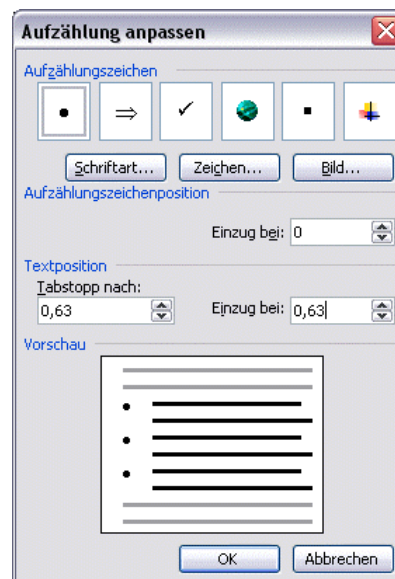 Aufzählung anpassen
Aufzählungszeichen
Schriftart... Zeichen... Bild...
Aufzählungszeichenposition
Einzug bei: 0
Textposition
Tabstopp nach:
0,63 Einzug bei: 0,63
Vorschau
OK Abbrechen